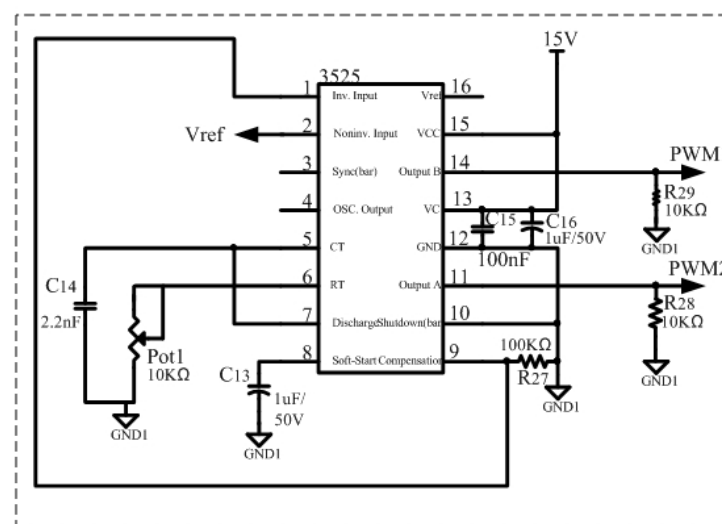 15V
3525
1 Inv. Input Vref 16
Vref 2 Noninv. Input VCC 15
3 Sync(bar) Output B 14 PWM
4 OSC. Output VC 13
R29
10KΩ
GND1
C15
100nF
C16
1uF/50V
5 CT GND 12
6 RT Output A 11 PWM2
7 DischargeShutdown(bar 10
8 Soft-Start Compensation 9
C14
2.2nF
Pot1
10KΩ
GND1
C13
1uF/
50V
GND1
100KΩ
R27
GND1
R28
10KΩ
GND1